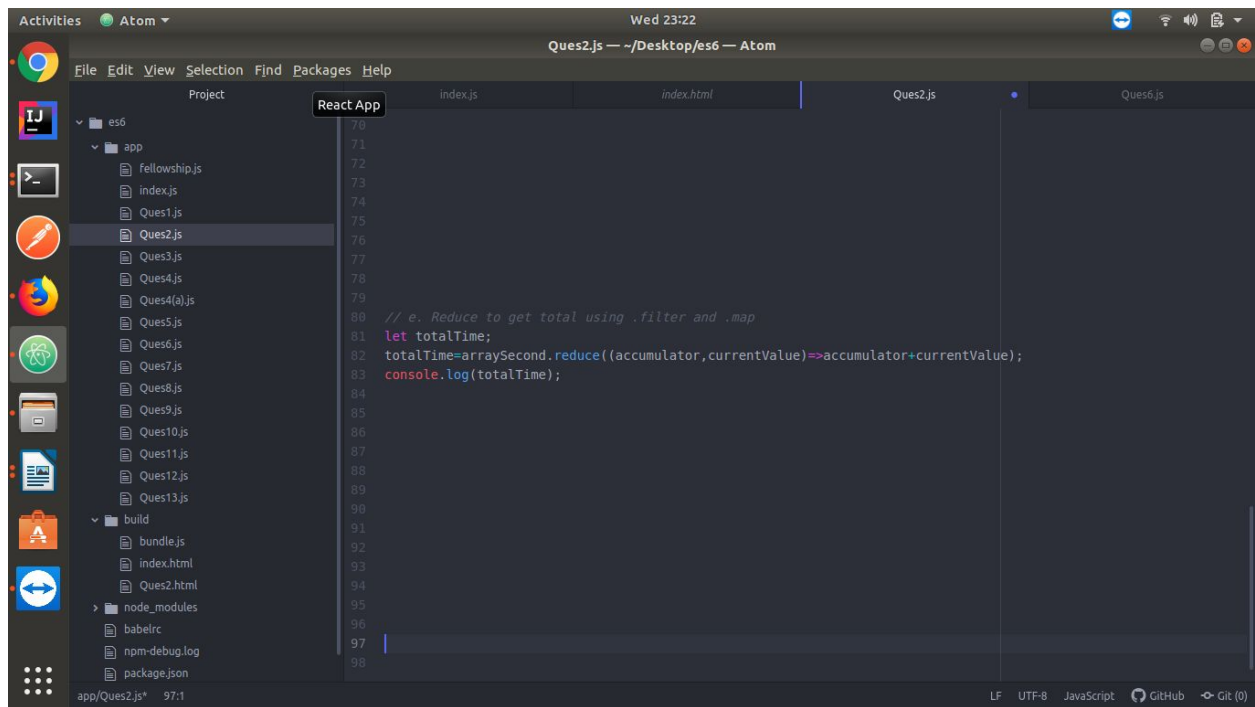 Activities Atom Wed 23:22
Ques2.js — ~/Desktop/es6 — Atom
File Edit View Selection Find Packages Help
Project index.js index.html Ques2.js Ques6.js
React App
es6
app
fellowship.js
index.js
Ques1.js
Ques2.js
Ques3.js
Ques4.js
Ques4(a).js
Ques5.js
Ques6.js
Ques7.js
Ques8.js
Ques9.js
Ques10.js
Ques11.js
Ques12.js
Ques13.js
build
bundle.js
index.html
Ques2.html
node_modules
babelrc
npm-debug.log
package.json
70
71
72
73
74
75
76
77
78
79
80 // e. Reduce to get total using .filter and .map
81 let totalTime;
82 totalTime=arraySecond.reduce((accumulator,currentValue)=>accumulator+currentValue);
83 console.log(totalTime);
84
85
86
87
88
89
90
91
92
93
94
95
96
97
98
app/Ques2.js* 97:1 LF UTF-8 JavaScript GitHub Git (0)